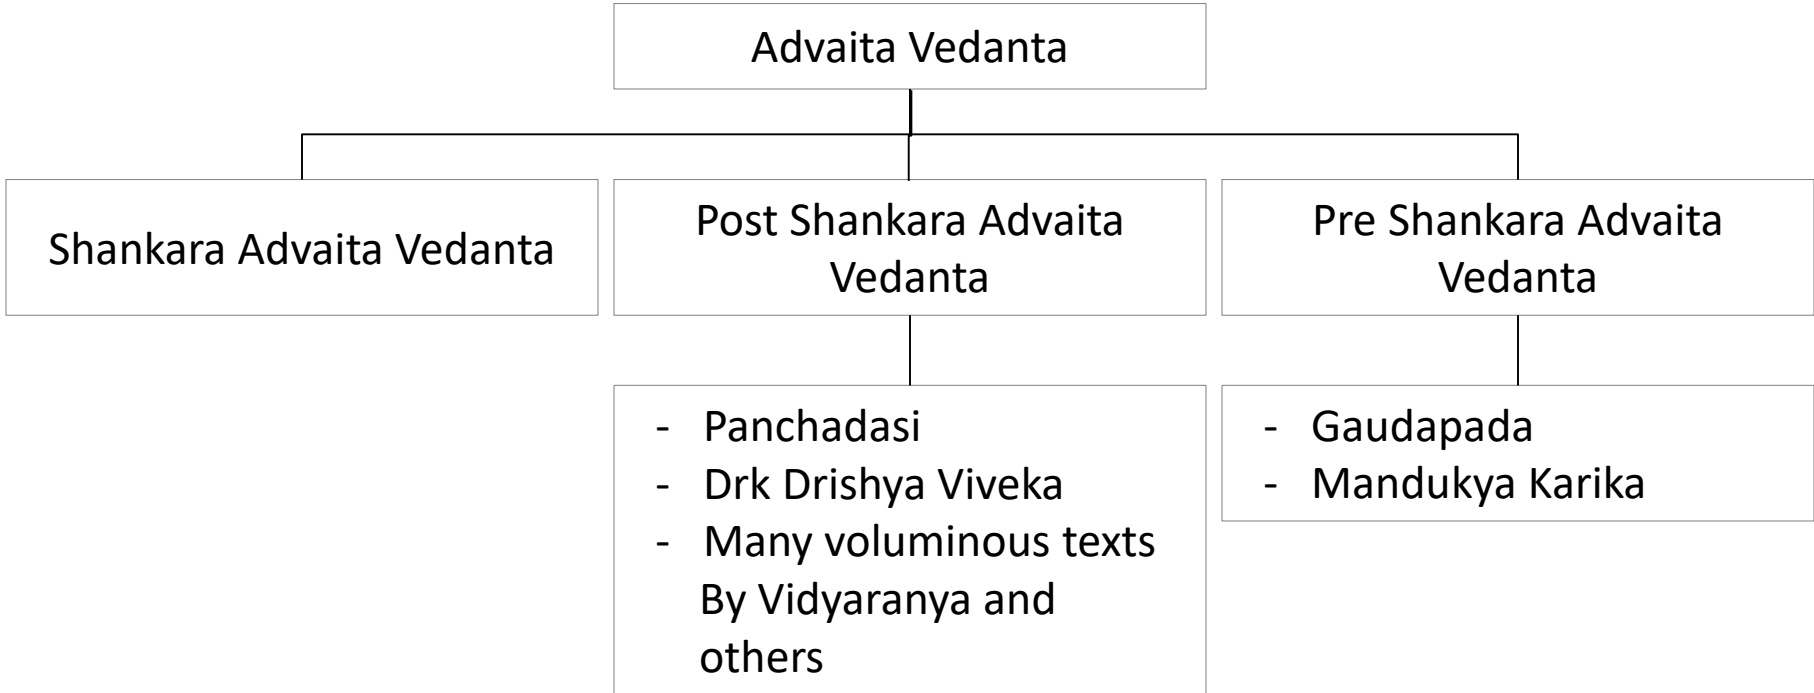 Advaita Vedanta
Shankara Advaita Vedanta
Post Shankara Advaita
Vedanta
Pre Shankara Advaita
Vedanta
- Panchadasi
- Drk Drishya Viveka
- Many voluminous texts
By Vidyaranya and
others
- Gaudapada
- Mandukya Karika